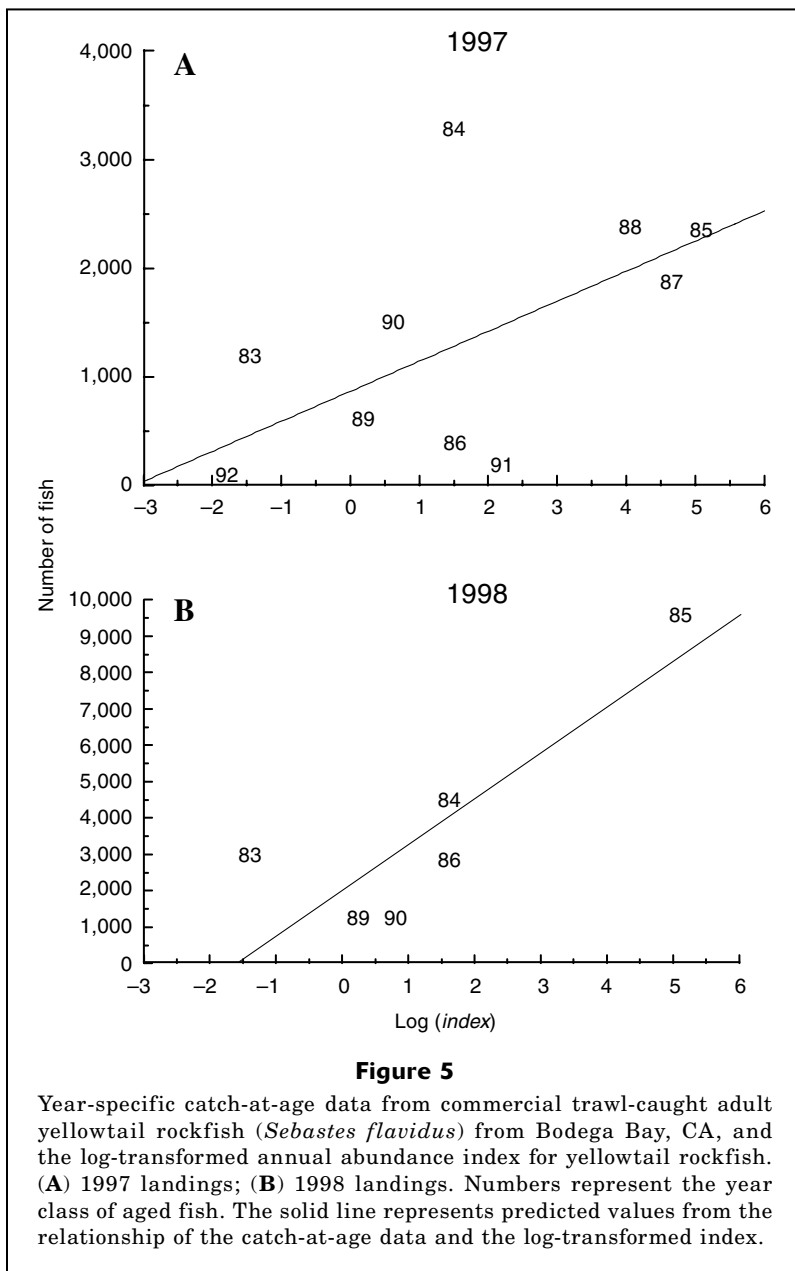 1997
A
4,000
3,000
2,000
1,000
0
84
88
85
87
90
83
89
86
91
92
–3 –2 –1 0 1 2 3 4 5 6
Number of fish
1998
B
10,000
9,000
8,000
7,000
6,000
5,000
4,000
3,000
2,000
1,000
0
85
84
83
86
89 90
–3 –2 –1 0 1 2 3 4 5 6
Log (index)
Figure 5
Year-specific catch-at-age data from commercial trawl-caught adult
yellowtail rockfish (Sebastes flavidus) from Bodega Bay, CA, and
the log-transformed annual abundance index for yellowtail rockfish.
(A) 1997 landings; (B) 1998 landings. Numbers represent the year
class of aged fish. The solid line represents predicted values from the
relationship of the catch-at-age data and the log-transformed index.